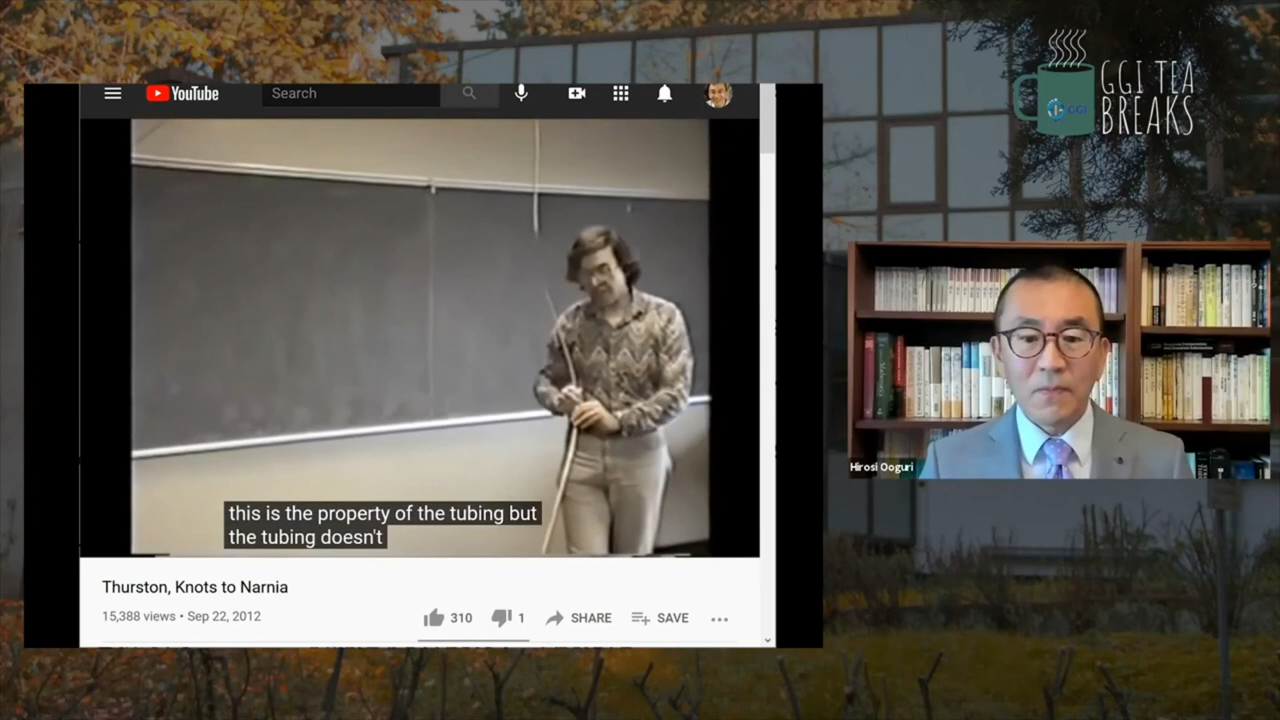 YouTube
Search
GGI TEA
BREAKS
GGI
this is the property of the tubing but
the tubing doesn't
Hirosi Ooguri
Thurston, Knots to Narnia
15,388 views • Sep 22, 2012
310
1
SHARE
SAVE